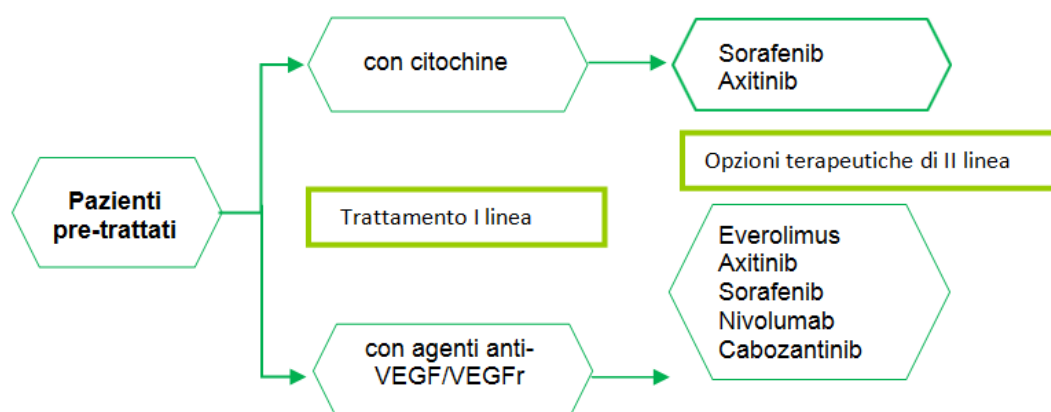 con citochine
Sorafenib
Axitinib
Opzioni terapeutiche di II linea
Pazienti
pre-trattati
Trattamento I linea
Everolimus
Axitinib
Sorafenib
Nivolumab
Cabozantinib
con agenti anti-
VEGF/VEGFr